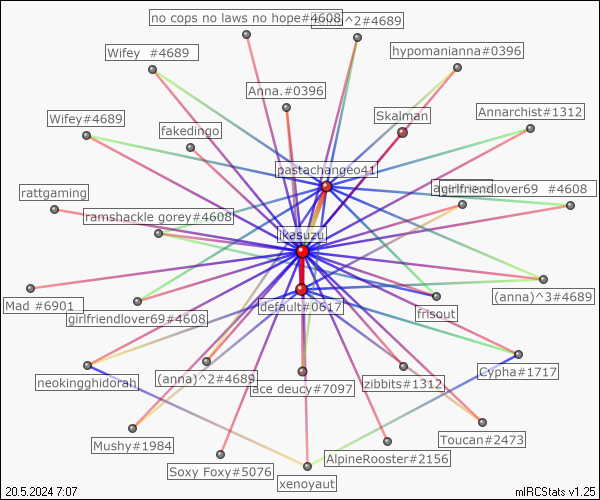 no cops no laws no hope#4608
^2#4689
hypomanianna#0396
Wifey #4689
Anna.#0396
Skalman
Annarchist#1312
Wifey#4689
fakedingo
pastachangeo41
girlfriendlover69 #4608
rattgaming
ramshackle gorey#4608
ikasuzu
Mad #6901
girlfriendlover69#4608
default#0617
frisout
(anna)^3#4689
neokingghidorah
(anna)^2#4689
ace deucy#7097
zibbits#1312
Cypha#1717
Mushy#1984
Toucan#2473
Soxy Foxy#5076
AlpineRooster#2156
xenoyaut
20.5.2024 7:07
mIRCStats v1.25